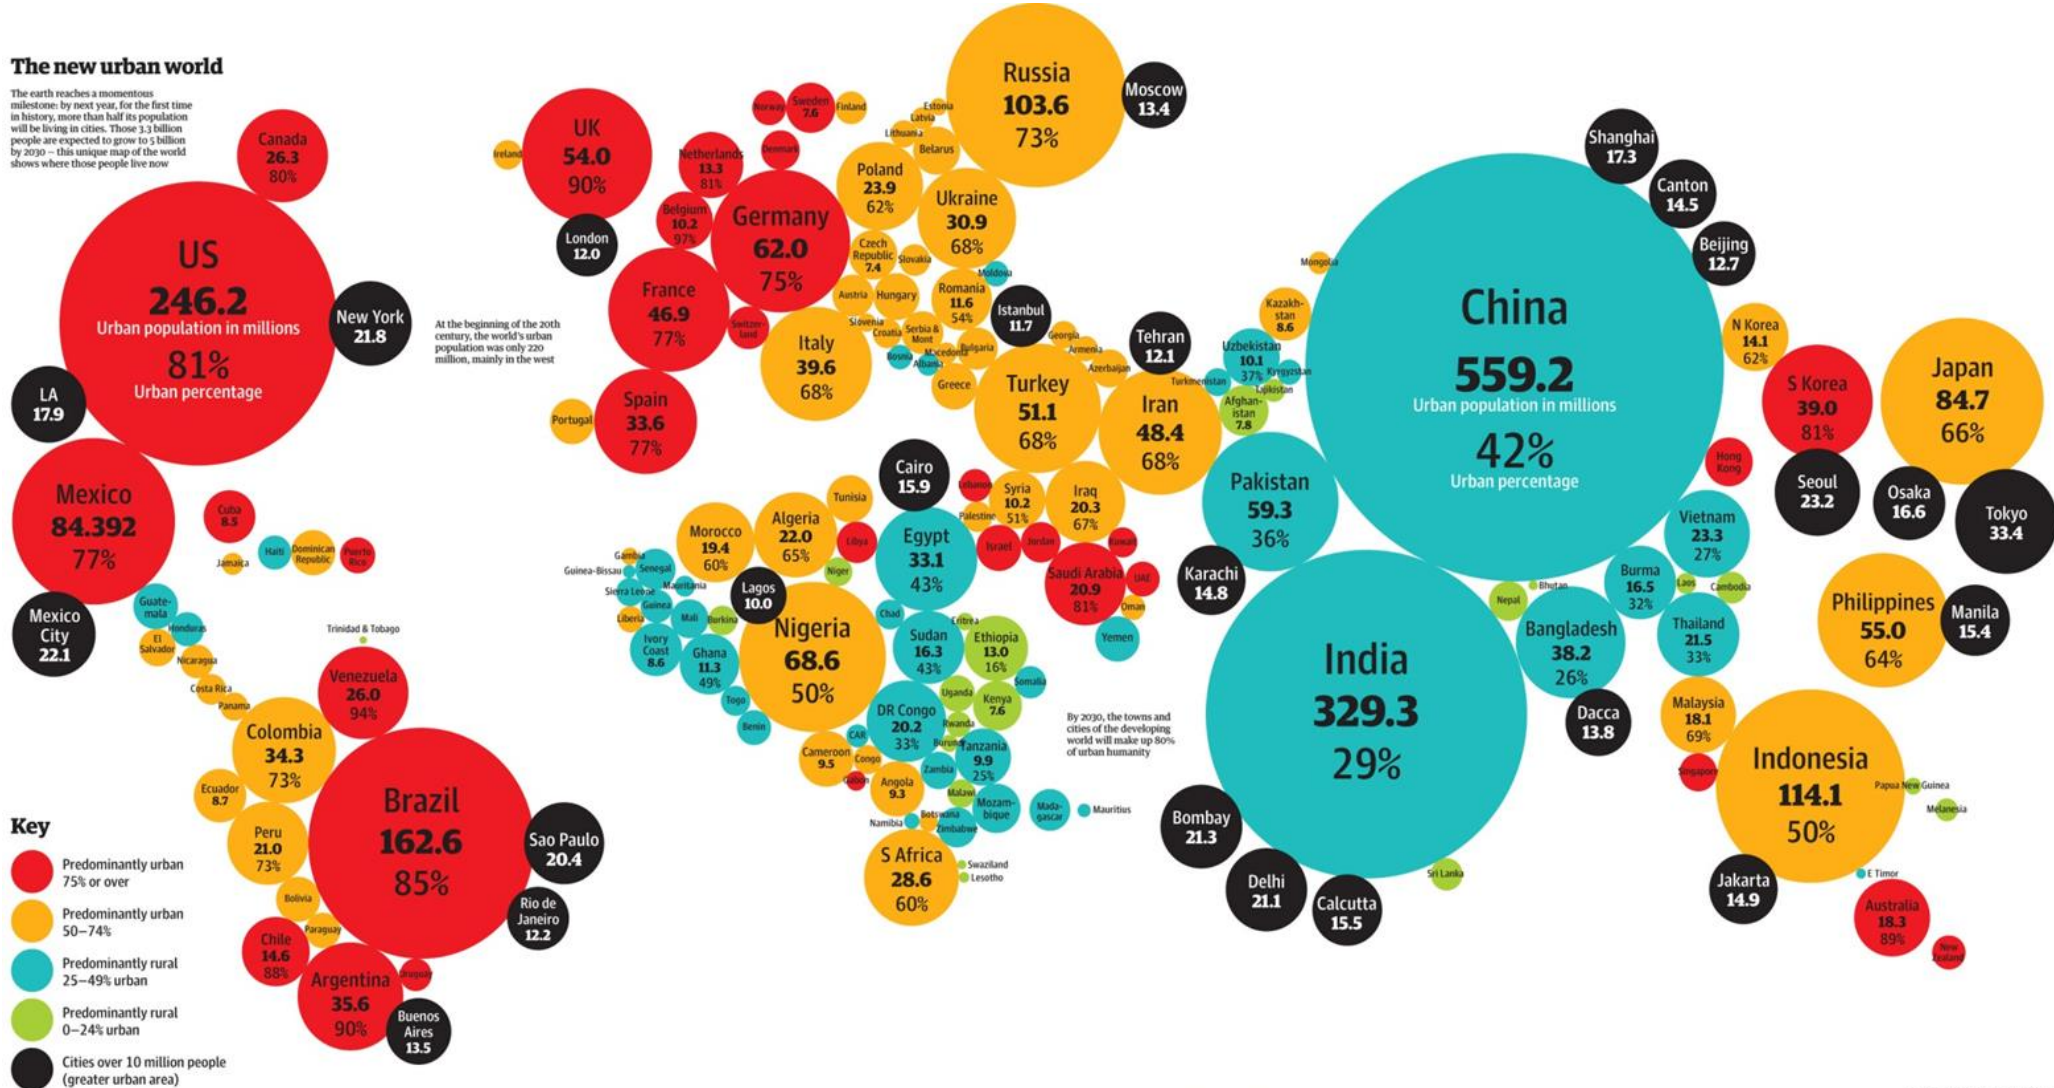 The new urban world
The earth reaches a momentous
milestone: by next year, for the first time
in history, more than half its population
will be living in cities. Those 3.3 billion
people are expected to grow to 5 billion
by 2030 – this unique map of the world
shows where those people live now
Canada
26.3
80%
US
246.2
Urban population in millions
81%
Urban percentage
New York
21.8
LA
17.9
Mexico
84.392
77%
Mexico
City
22.1
Cuba
8.5
Jamaica
Haiti
Dominican
Republic
Puerto
Rico
Guate-
mala
Honduras
El
Salvador
Nicaragua
Costa Rica
Panama
Trinidad & Tobago
Venezuela
26.0
94%
Colombia
34.3
73%
Ecuador
8.7
Peru
21.0
73%
Brazil
162.6
85%
Sao Paulo
20.4
Rio de
Janeiro
12.2
Bolivia
Paraguay
Chile
14.6
88%
Argentina
35.6
90%
Uruguay
Buenos
Aires
13.5
Key
Predominantly urban
75% or over
Predominantly urban
50–74%
Predominantly rural
25–49% urban
Predominantly rural
0–24% urban
Cities over 10 million people
(greater urban area)
At the beginning of the 20th
century, the world's urban
population was only 220
million, mainly in the west
Ireland
UK
54.0
90%
London
12.0
Norway
Sweden
7.6
Finland
Denmark
Netherlands
13.3
81%
Belgium
10.2
97%
Germany
62.0
75%
France
46.9
77%
Switzer-
land
Spain
33.6
77%
Portugal
Italy
39.6
68%
Estonia
Latvia
Lithuania
Belarus
Poland
23.9
62%
Ukraine
30.9
68%
Russia
103.6
73%
Moscow
13.4
Czech
Republic
7.4
Slovakia
Moldova
Austria
Hungary
Romania
11.6
54%
Slovenia
Croatia
Serbia &
Mont
Bulgaria
Bosnia
Macedonia
Albania
Greece
Istanbul
11.7
Georgia
Armenia
Azerbaijan
Turkey
51.1
68%
Tehran
12.1
Iran
48.4
68%
Cairo
15.9
Lebanon
Syria
10.2
51%
Iraq
20.3
67%
Palestine
Israel
Jordan
Kuwait
Saudi Arabia
20.9
81%
UAE
Oman
Yemen
Tunisia
Morocco
19.4
60%
Algeria
22.0
65%
Libya
Egypt
33.1
43%
Niger
Gambia
Guinea-Bissau
Senegal
Mauritania
Sierra Leone
Guinea
Liberia
Mali
Burkina
Lagos
10.0
Nigeria
68.6
50%
Ivory
Coast
8.6
Ghana
11.3
49%
Togo
Benin
Chad
Sudan
16.3
43%
Eritrea
Ethiopia
13.0
16%
Somalia
Uganda
Kenya
7.6
DR Congo
20.2
33%
Rwanda
Burundi
Tanzania
9.9
25%
CAR
Cameroon
9.5
Congo
Gabon
Angola
9.3
Zambia
Malawi
Mozam-
bique
Mada-
gascar
Mauritius
Namibia
Botswana
Zimbabwe
S Africa
28.6
60%
Swaziland
Lesotho
By 2030, the towns and
cities of the developing
world will make up 80%
of urban humanity
Mongolia
Kazakh-
stan
8.6
Uzbekistan
10.1
37%
Kyrgyzstan
Turkmenistan
Tajikistan
Afghan-
istan
7.8
Pakistan
59.3
36%
Karachi
14.8
China
559.2
Urban population in millions
42%
Urban percentage
Shanghai
17.3
Canton
14.5
Beijing
12.7
Hong
Kong
N Korea
14.1
62%
S Korea
39.0
81%
Seoul
23.2
Japan
84.7
66%
Osaka
16.6
Tokyo
33.4
India
329.3
29%
Bombay
21.3
Delhi
21.1
Calcutta
15.5
Sri Lanka
Nepal
Bhutan
Bangladesh
38.2
26%
Dacca
13.8
Burma
16.5
32%
Laos
Cambodia
Vietnam
23.3
27%
Thailand
21.5
33%
Malaysia
18.1
69%
Singapore
Philippines
55.0
64%
Manila
15.4
Indonesia
114.1
50%
Jakarta
14.9
Papua New Guinea
Melanesia
E Timor
Australia
18.3
89%
New
Zealand